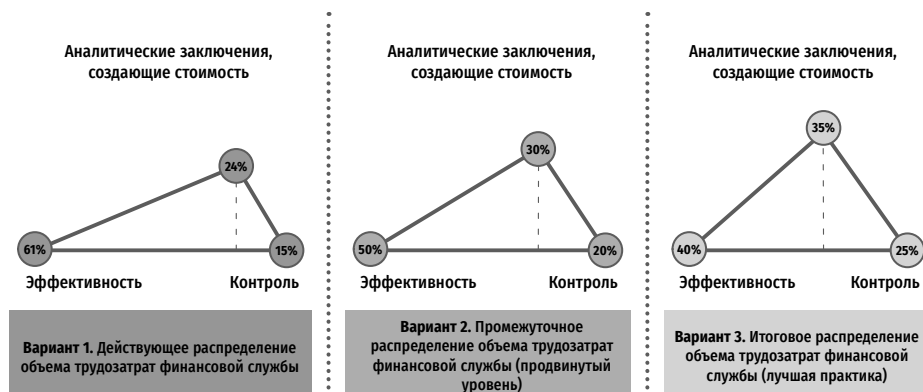 Аналитические заключения,
создающие стоимость
24%
61%
15%
Эффективность
Контроль
Вариант 1. Действующее распределение
объема трудозатрат финансовой службы
Аналитические заключения,
создающие стоимость
30%
50%
20%
Эффективность
Контроль
Вариант 2. Промежуточное
распределение объема трудозатрат
финансовой службы (продвинутый
уровень)
Аналитические заключения,
создающие стоимость
35%
40%
25%
Эффективность
Контроль
Вариант 3. Итоговое распределение
объема трудозатрат финансовой
службы (лучшая практика)